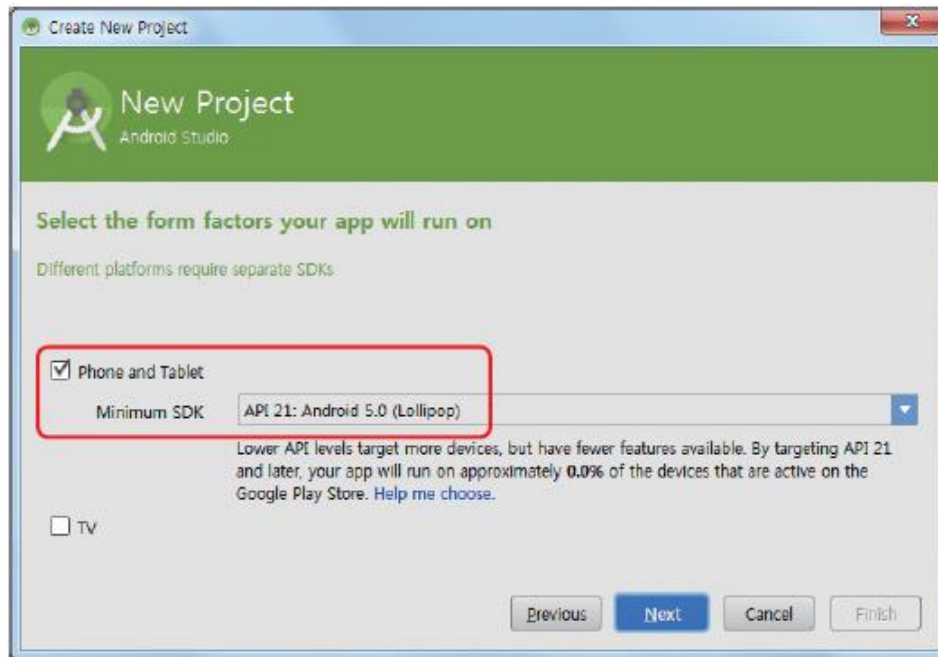 Create New Project
New Project
Android Studio
Select the form factors your app will run on
Different platforms require separate SDKs
Phone and Tablet
Minimum SDK
API 21: Android 5.0 (Lollipop)
Lower API levels target more devices, but have fewer features available. By targeting API 21
and later, your app will run on approximately 0.0% of the devices that are active on the
Google Play Store. Help me choose.
TV
Previous
Next
Cancel
Finish